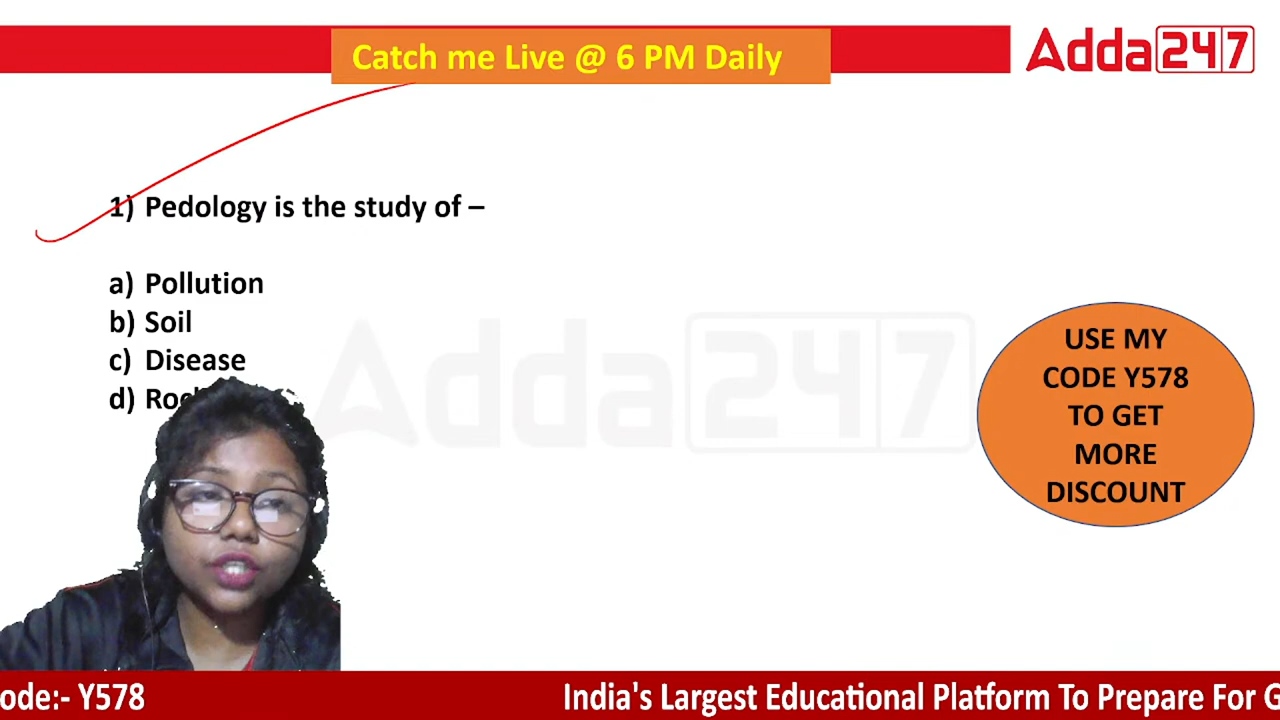 Catch me Live @ 6 PM Daily
Adda247
1) Pedology is the study of –
a) Pollution
b) Soil
c) Disease
d)
Adda247
USE MY
CODE Y578
TO GET
MORE
DISCOUNT
ode:- Y578
India's Largest Educational Platform To Prepare For G